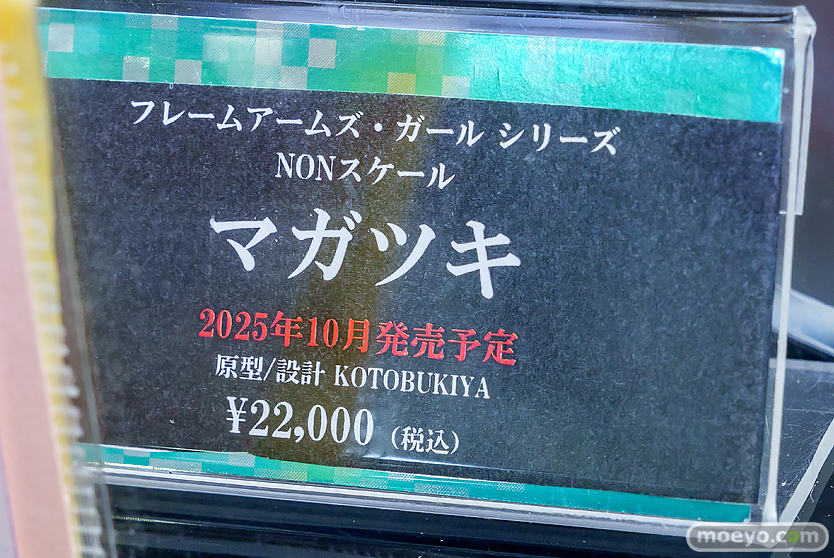 フレームアームズ・ガール シリーズ
NONスケール
マガツキ
2025年10月発売予定
原型/設計 KOTOBUKIYA
¥22,000（税込）
moeyo.com